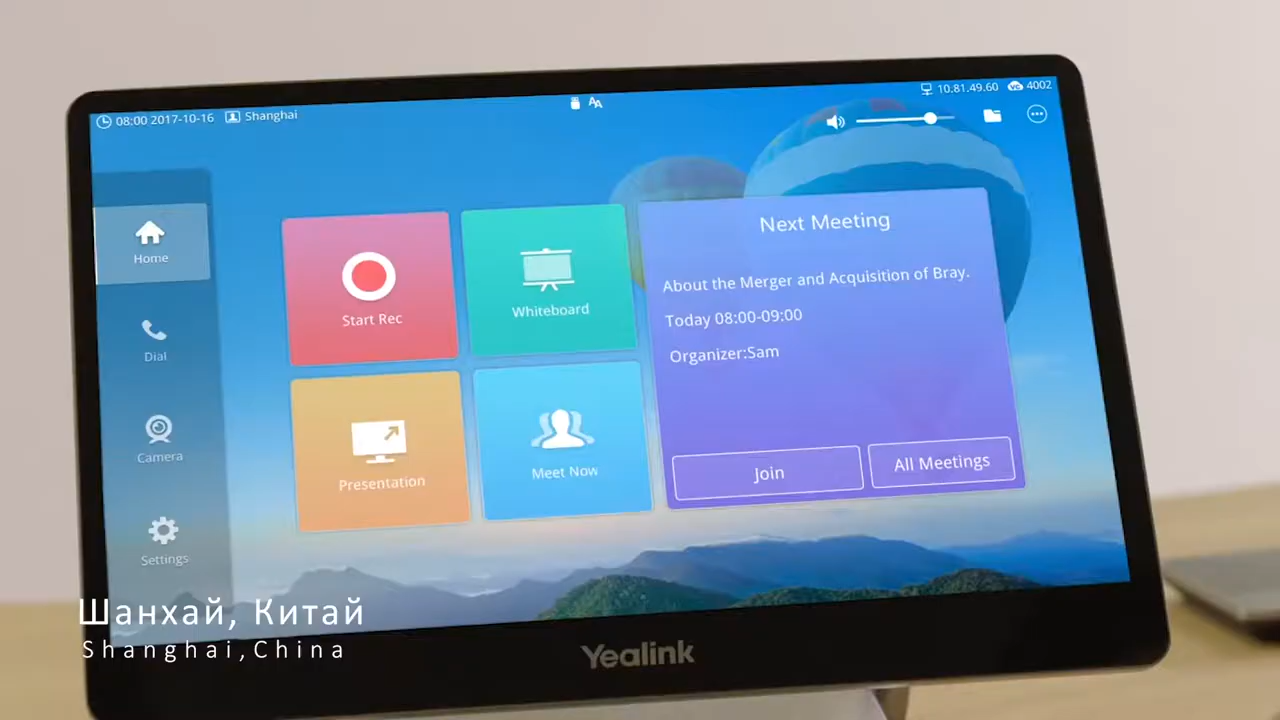 08:00 2017-10-16 Shanghai
10.81.49.60 VC 4002
Home
Dial
Camera
Settings
Start Rec
Whiteboard
Presentation
Meet Now
Next Meeting
About the Merger and Acquisition of Bray.
Today 08:00-09:00
Organizer:Sam
Join
All Meetings
Шанхай, Китай
Shanghai,China
Yealink